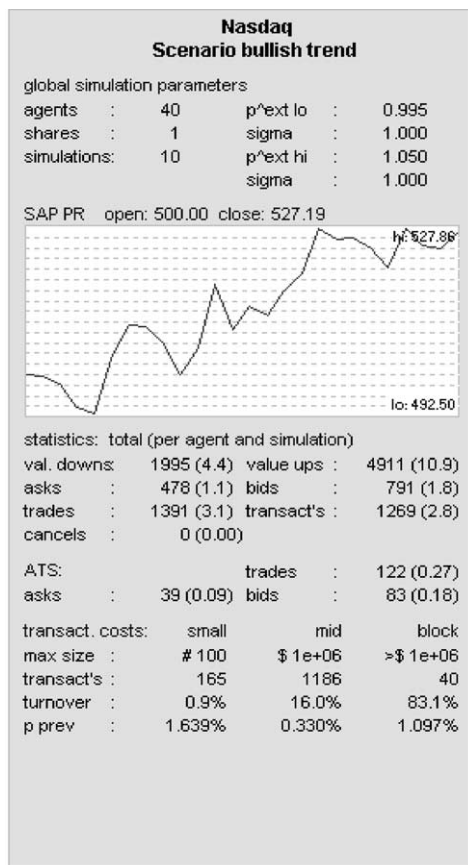 Nasdaq
Scenario bullish trend
global simulation parameters
agents : 40 p^ext lo : 0.995
shares : 1 sigma : 1.000
simulations: 10 p^ext hi : 1.050
sigma : 1.000
SAP PR open: 500.00 close: 527.19
hi: 527.86
lo: 492.50
statistics: total (per agent and simulation)
val. downs: 1995 (4.4) value ups : 4911 (10.9)
asks : 478 (1.1) bids : 791 (1.8)
trades : 1391 (3.1) transact's : 1269 (2.8)
cancels : 0 (0.00)
ATS: trades : 122 (0.27)
asks : 39 (0.09) bids : 83 (0.18)
transact. costs: small mid block
max size : # 100 $ 1e+06 >$ 1e+06
transact's : 165 1186 40
turnover : 0.9% 16.0% 83.1%
p prev : 1.639% 0.330% 1.097%